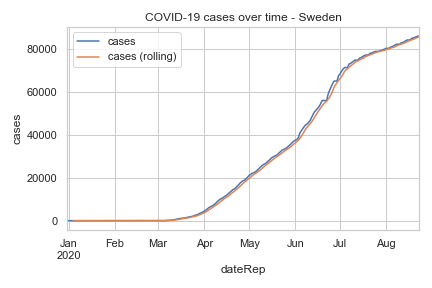 COVID-19 cases over time - Sweden
cases
cases (rolling)
80000
60000
40000
20000
0
cases
Jan Feb Mar Apr May Jun Jul Aug
2020
dateRep